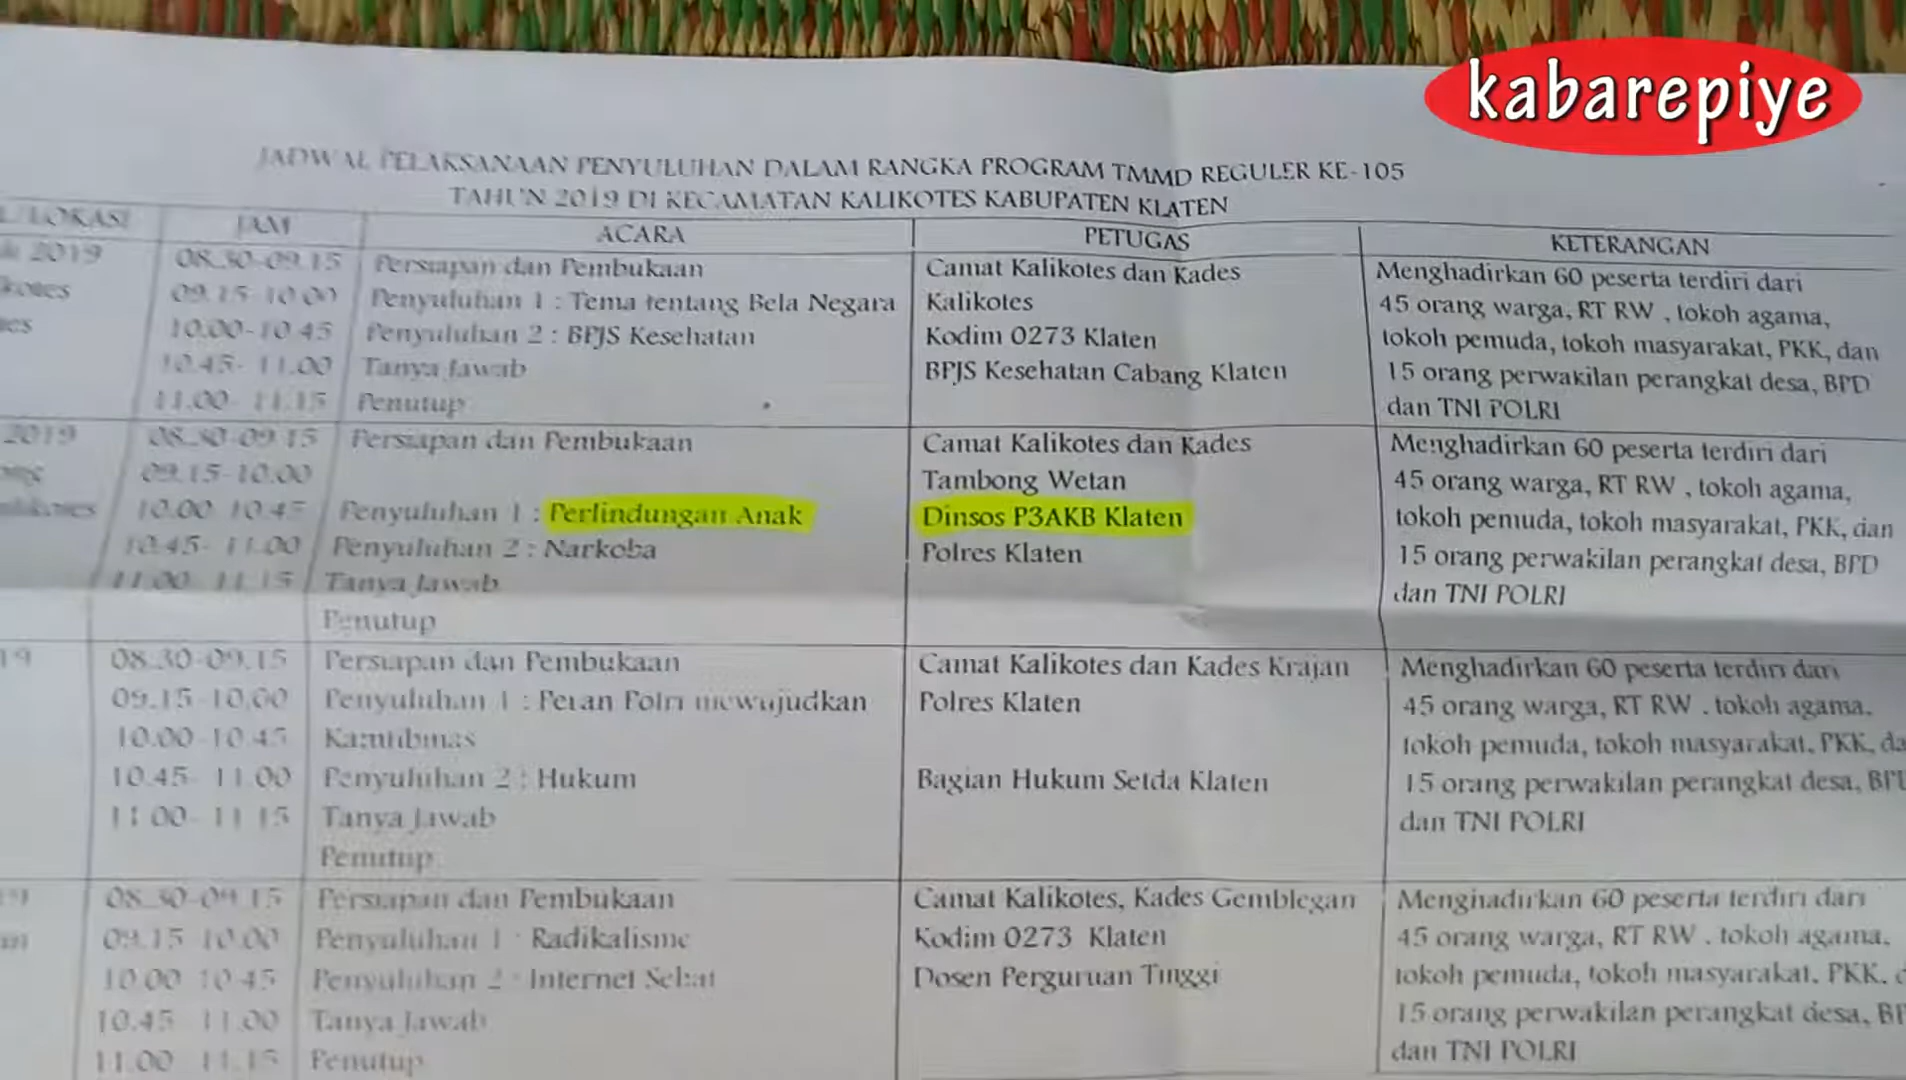 kabarepiye
JADWAL PELAKSANAAN PENYULUHAN DALAM RANGKA PROGRAM TMMD REGULER KE-105
TAHUN 2019 DI KECAMATAN KALIKOTES KABUPATEN KLATEN
LOKASI JAM ACARA PETUGAS KETERANGAN
2019 08.30-09.15 Persiapan dan Pembukaan Camat Kalikotes dan Kades Menghadirkan 60 peserta terdiri dari
09.15-10.00 Penyuluhan 1 : Tema tentang Bela Negara Kalikotes 45 orang warga, RT RW , tokoh agama,
10.00-10.45 Penyuluhan 2 : BPJS Kesehatan Kodim 0273 Klaten tokoh pemuda, tokoh masyarakat, PKK, dan
10.45- 11.00 Tanya Jawab BPJS Kesehatan Cabang Klaten 15 orang perwakilan perangkat desa, BPD
11.00- 11.15 Penutup dan TNI POLRI
2019 08.30-09.15 Persiapan dan Pembukaan Camat Kalikotes dan Kades Menghadirkan 60 peserta terdiri dari
09.15-10.00 Tambong Wetan 45 orang warga, RT RW , tokoh agama,
10.00-10.45 Penyuluhan 1 : Perlindungan Anak Dinsos P3AKB Klaten tokoh pemuda, tokoh masyarakat, PKK, dan
10.45- 11.00 Penyuluhan 2 : Narkoba Polres Klaten 15 orang perwakilan perangkat desa, BPD
11.00- 11.15 Tanya Jawab dan TNI POLRI
Penutup
19 08.30-09.15 Persiapan dan Pembukaan Camat Kalikotes dan Kades Krajan Menghadirkan 60 peserta terdiri dari
09.15-10.00 Penyuluhan 1 : Peran Polri mewujudkan Polres Klaten 45 orang warga, RT RW , tokoh agama,
10.00-10.45 Kamtibmas tokoh pemuda, tokoh masyarakat, PKK, da
10.45- 11.00 Penyuluhan 2 : Hukum Bagian Hukum Setda Klaten 15 orang perwakilan perangkat desa, BP
11.00- 11.15 Tanya Jawab dan TNI POLRI
Penutup
08.30-09.15 Persiapan dan Pembukaan Camat Kalikotes, Kades Gemblegan Menghadirkan 60 peserta terdiri dari
09.15-10.00 Penyuluhan 1 : Radikalisme Kodim 0273 Klaten 45 orang warga, RT RW , tokoh agama,
10.00-10.45 Penyuluhan 2 : Internet Sehat Dosen Perguruan Tinggi tokoh pemuda, tokoh masyarakat, PKK,
10.45- 11.00 Tanya Jawab 15 orang perwakilan perangkat desa, BP
11.00- 11.15 Penutup dan TNI POLRI